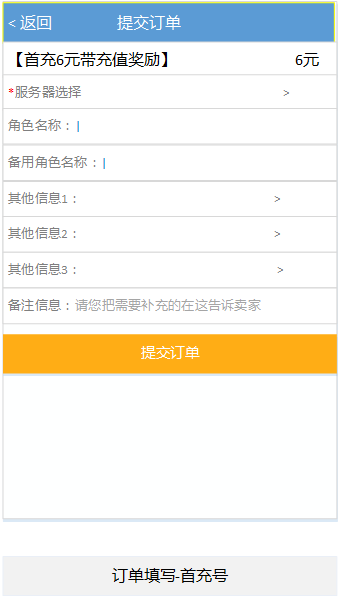 < 返回 提交订单
【首充6元带充值奖励】 6元
*服务器选择 >
角色名称：
备用角色名称：
其他信息1： >
其他信息2： >
其他信息3： >
备注信息：请您把需要补充的在这告诉卖家
提交订单
订单填写-首充号